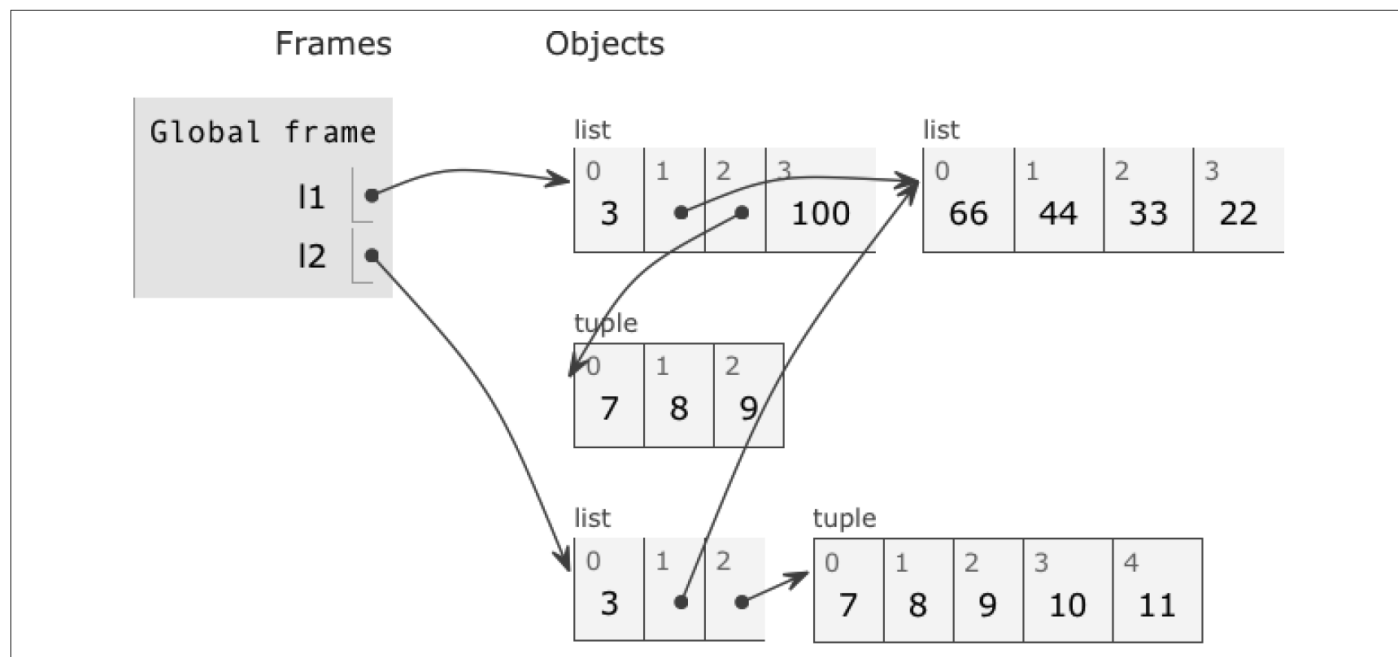 Frames Objects
Global frame
l1
l2
list
0 1 2 3
3 100
list
0 1 2 3
66 44 33 22
tuple
0 1 2
7 8 9
list
0 1 2
3
tuple
0 1 2 3 4
7 8 9 10 11